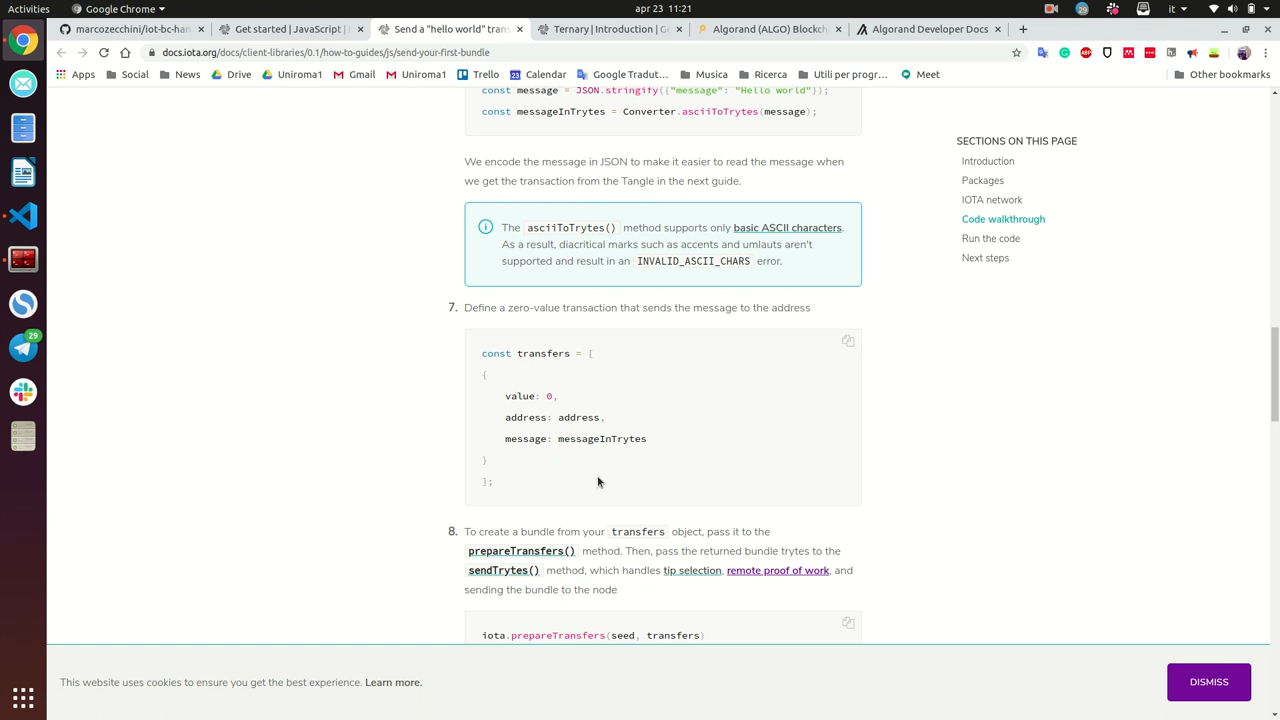 Activities
Google Chrome
apr 23 11:21
29
it
marcozecchini/iot-bc-han
Get started | JavaScript |
Send a "hello world" trans
Ternary | Introduction | Ge
Algorand (ALGO) Blockch
Algorand Developer Docs
docs.iota.org/docs/client-libraries/0.1/how-to-guides/js/send-your-first-bundle
Apps
Social
News
Drive
Uniroma1
Gmail
Uniroma1
Trello
Calendar
Google Tradut...
Musica
Ricerca
Utili per progr...
Meet
Other bookmarks
29
const message = JSON.stringify({"message": "Hello world"});
const messageInTrytes = Converter.asciiToTrytes(message);
We encode the message in JSON to make it easier to read the message when
we get the transaction from the Tangle in the next guide.
The asciiToTrytes() method supports only basic ASCII characters.
As a result, diacritical marks such as accents and umlauts aren't
supported and result in an INVALID_ASCII_CHARS error.
7. Define a zero-value transaction that sends the message to the address
const transfers = [
{
value: 0,
address: address,
message: messageInTrytes
}
];
8. To create a bundle from your transfers object, pass it to the
prepareTransfers() method. Then, pass the returned bundle trytes to the
sendTrytes() method, which handles tip selection, remote proof of work, and
sending the bundle to the node
iota.prepareTransfers(seed, transfers)
SECTIONS ON THIS PAGE
Introduction
Packages
IOTA network
Code walkthrough
Run the code
Next steps
This website uses cookies to ensure you get the best experience. Learn more.
DISMISS